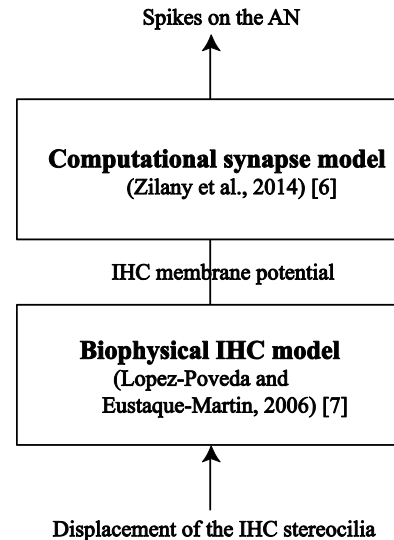 Spikes on the AN
Computational synapse model
(Zilany et al., 2014) [6]
IHC membrane potential
Biophysical IHC model
(Lopez-Poveda and
Eustaque-Martin, 2006) [7]
Displacement of the IHC stereocilia